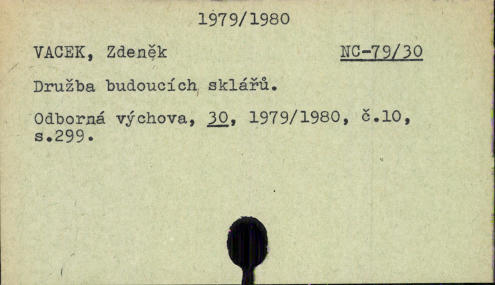 1979/1980
VACEK, Zdeněk NC-79/30
Družba budoucích sklářů.
Odborná výchova, 30, 1979/1980, č.10,
s.299.